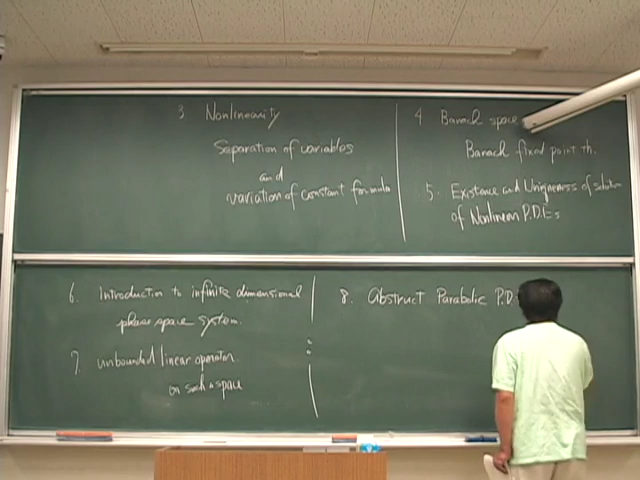 3 Nonlinearity
Separation of variables
and
variation of constant formula
4 Banach space
Banach fixed point th.
5. Existence and Uniqueness of solution
of Nonlinear P.D.Es
6. Introduction to infinite dimensional
phase space system.
7. unbounded linear operator
on such a space
8. Abstract Parabolic P.D